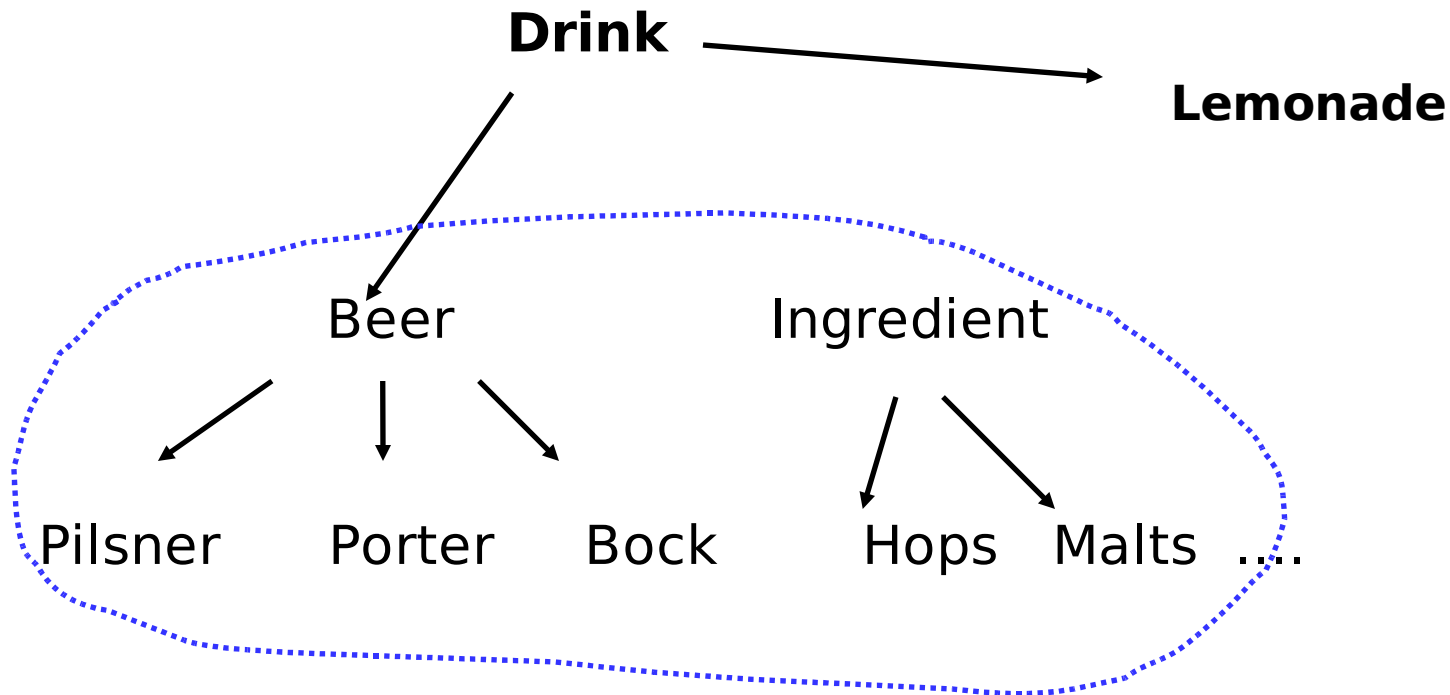 Drink
Lemonade
Beer Ingredient
Pilsner Porter Bock Hops Malts ....